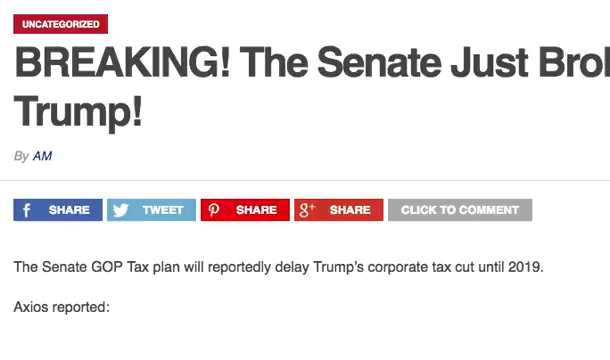 UNCATEGORIZED
BREAKING! The Senate Just
Trump!
By AM
SHARE
TWEET
SHARE
SHARE
CLICK TO COMMENT
The Senate GOP Tax plan will reportedly delay Trump’s corporate tax cut until 2019.
Axios reported: